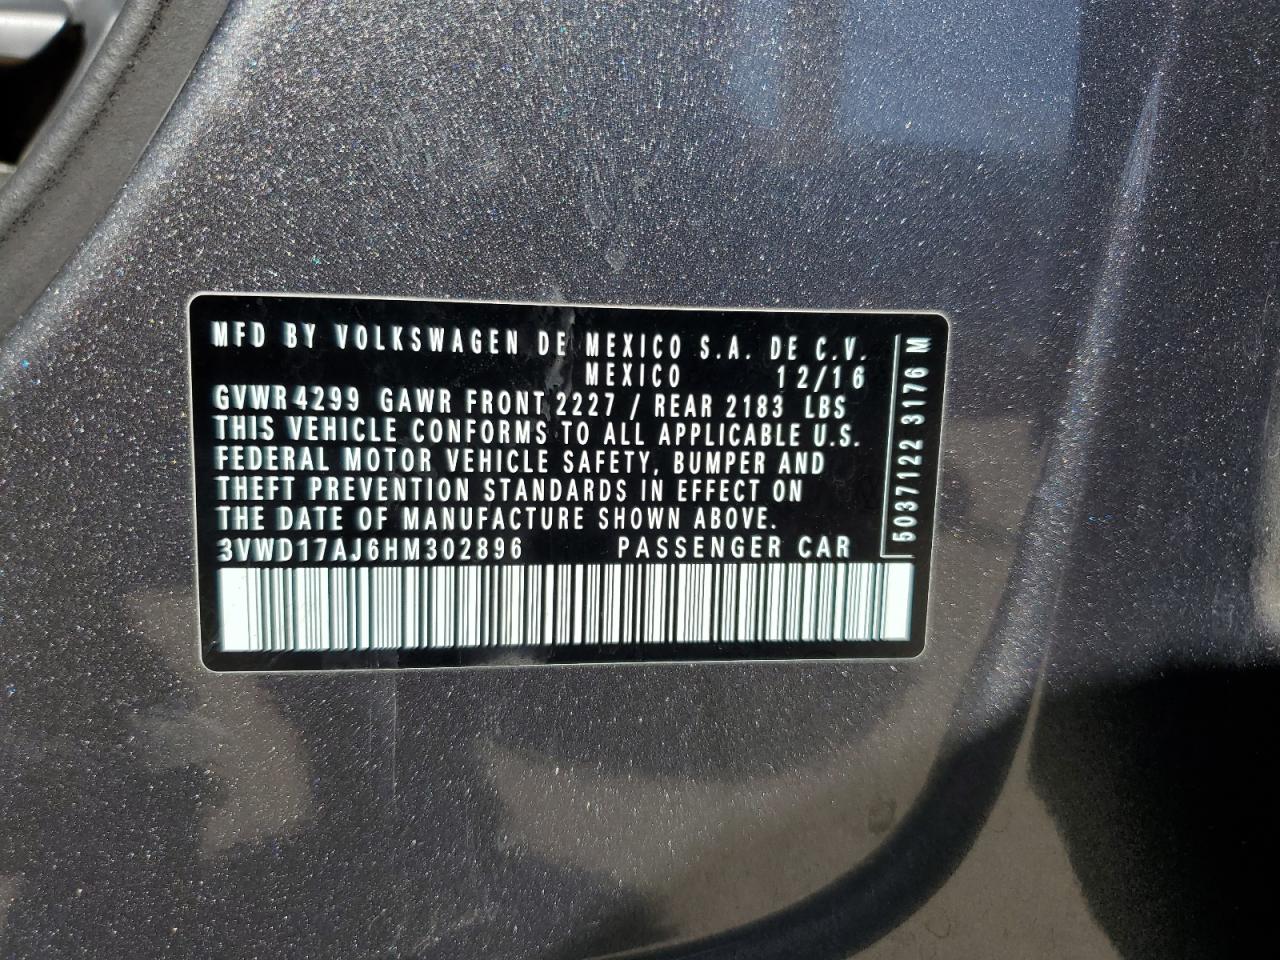 MFD BY VOLKSWAGEN DE MEXICO S.A. DE C.V.
MEXICO 12/16
GVWR 4299 GAWR FRONT 2227 / REAR 2183 LBS
THIS VEHICLE CONFORMS TO ALL APPLICABLE U.S.
FEDERAL MOTOR VEHICLE SAFETY, BUMPER AND
THEFT PREVENTION STANDARDS IN EFFECT ON
THE DATE OF MANUFACTURE SHOWN ABOVE.
3VWD17AJ6HM302896 PASSENGER CAR
5037122 3176 M